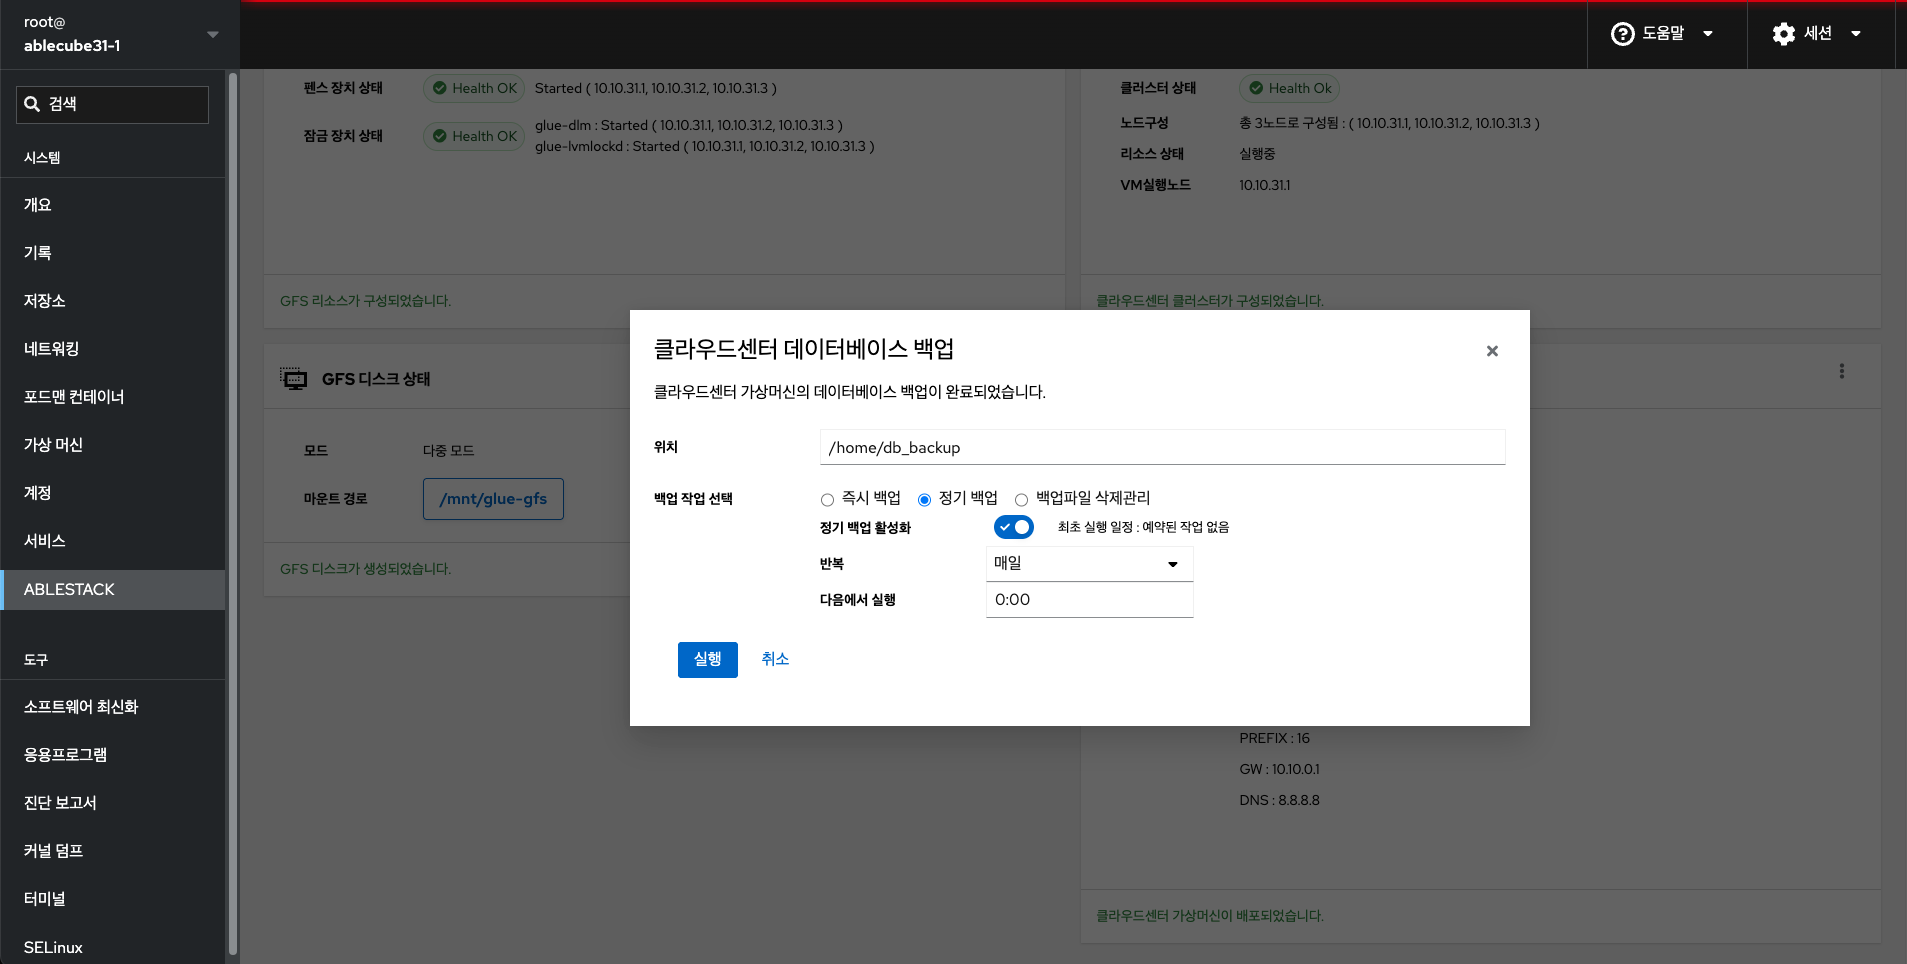 root@
ablecube31-1
도움말
세션
검색
시스템
개요
기록
저장소
네트워킹
포드맨 컨테이너
가상 머신
계정
서비스
ABLESTACK
도구
소프트웨어 최신화
응용프로그램
진단 보고서
커널 덤프
터미널
SELinux
펜스 장치 상태
Health OK
Started ( 10.10.31.1, 10.10.31.2, 10.10.31.3 )
잠금 장치 상태
Health OK
glue-dlm : Started ( 10.10.31.1, 10.10.31.2, 10.10.31.3 )
glue-lvmlockd : Started ( 10.10.31.1, 10.10.31.2, 10.10.31.3 )
GFS 리소스가 구성되었습니다.
클러스터 상태
Health Ok
노드구성
총 3노드로 구성됨 : ( 10.10.31.1, 10.10.31.2, 10.10.31.3 )
리소스 상태
실행중
VM실행노드
10.10.31.1
클라우드센터 클러스터가 구성되었습니다.
GFS 디스크 상태
모드
다중 모드
마운트 경로
/mnt/glue-gfs
GFS 디스크가 생성되었습니다.
클라우드센터 데이터베이스 백업
클라우드센터 가상머신의 데이터베이스 백업이 완료되었습니다.
위치
/home/db_backup
백업 작업 선택
즉시 백업
정기 백업
백업파일 삭제관리
정기 백업 활성화
최초 실행 일정 : 예약된 작업 없음
반복
매일
다음에서 실행
0:00
실행
취소
PREFIX : 16
GW : 10.10.0.1
DNS : 8.8.8.8
클라우드센터 가상머신이 배포되었습니다.